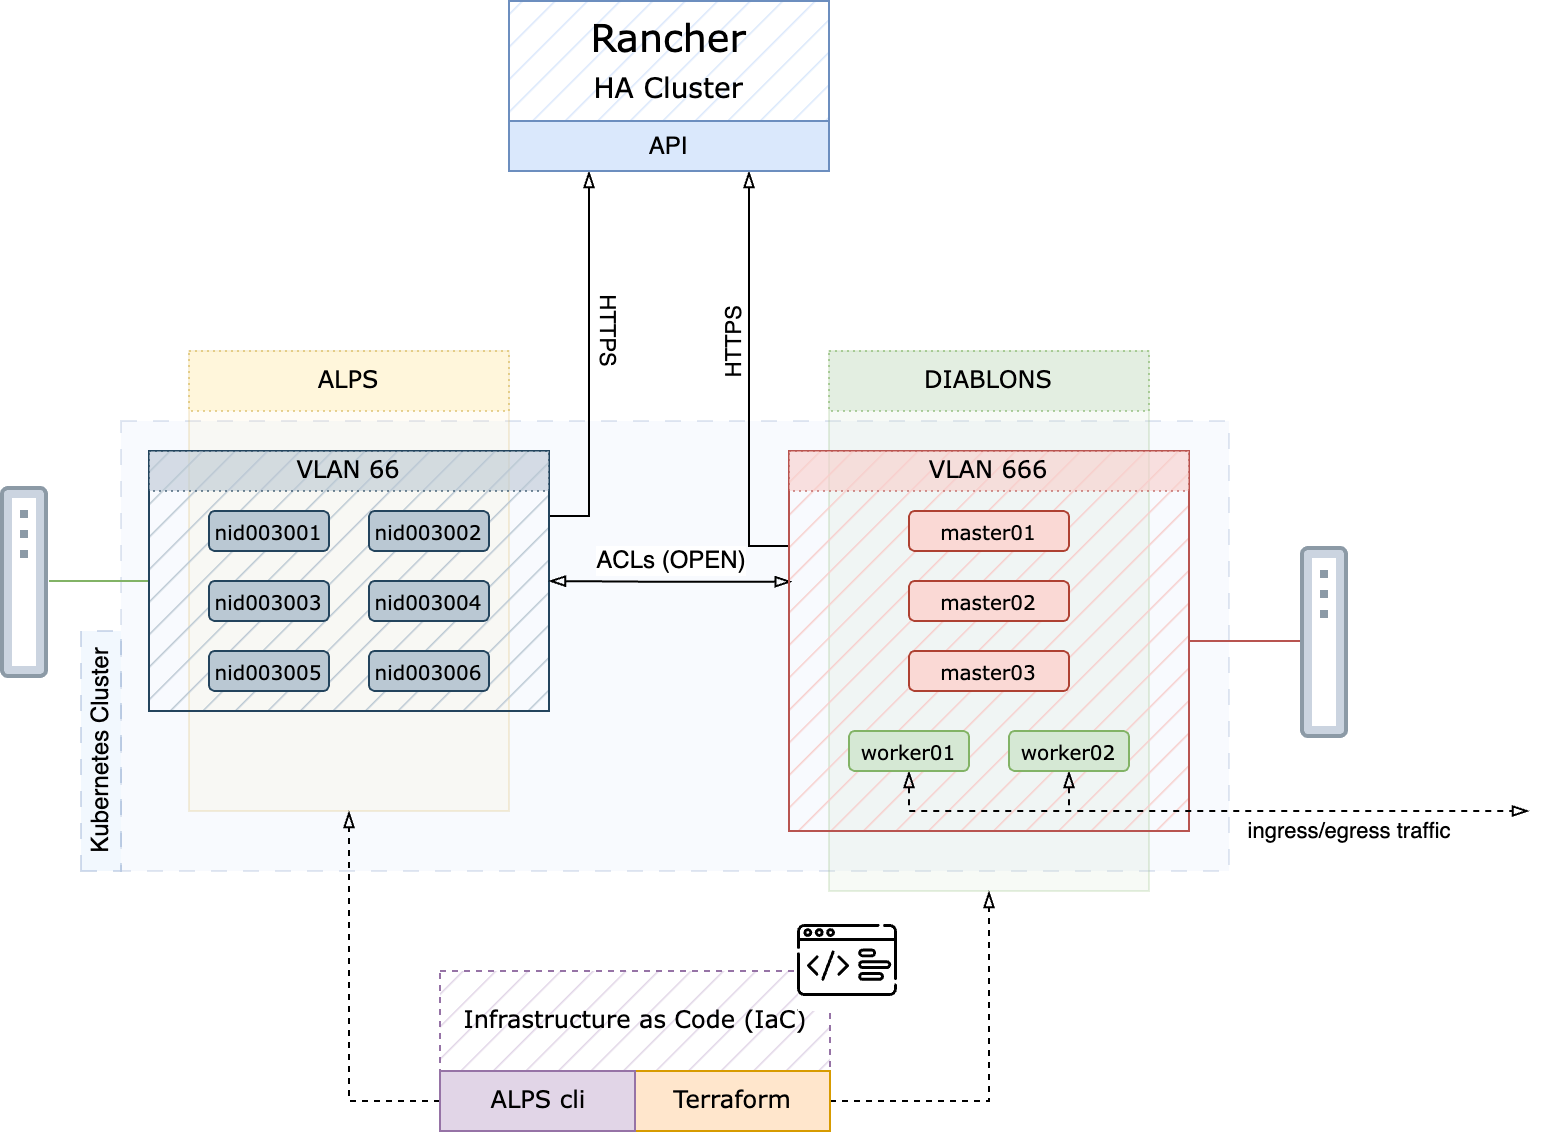 Rancher
HA Cluster
API
HTTPS
HTTPS
ALPS
DIABLONS
VLAN 66
VLAN 666
nid003001
nid003002
master01
ACLs (OPEN)
nid003003
nid003004
master02
nid003005
nid003006
master03
Kubernetes Cluster
worker01
worker02
ingress/egress traffic
</>
Infrastructure as Code (IaC)
ALPS cli
Terraform